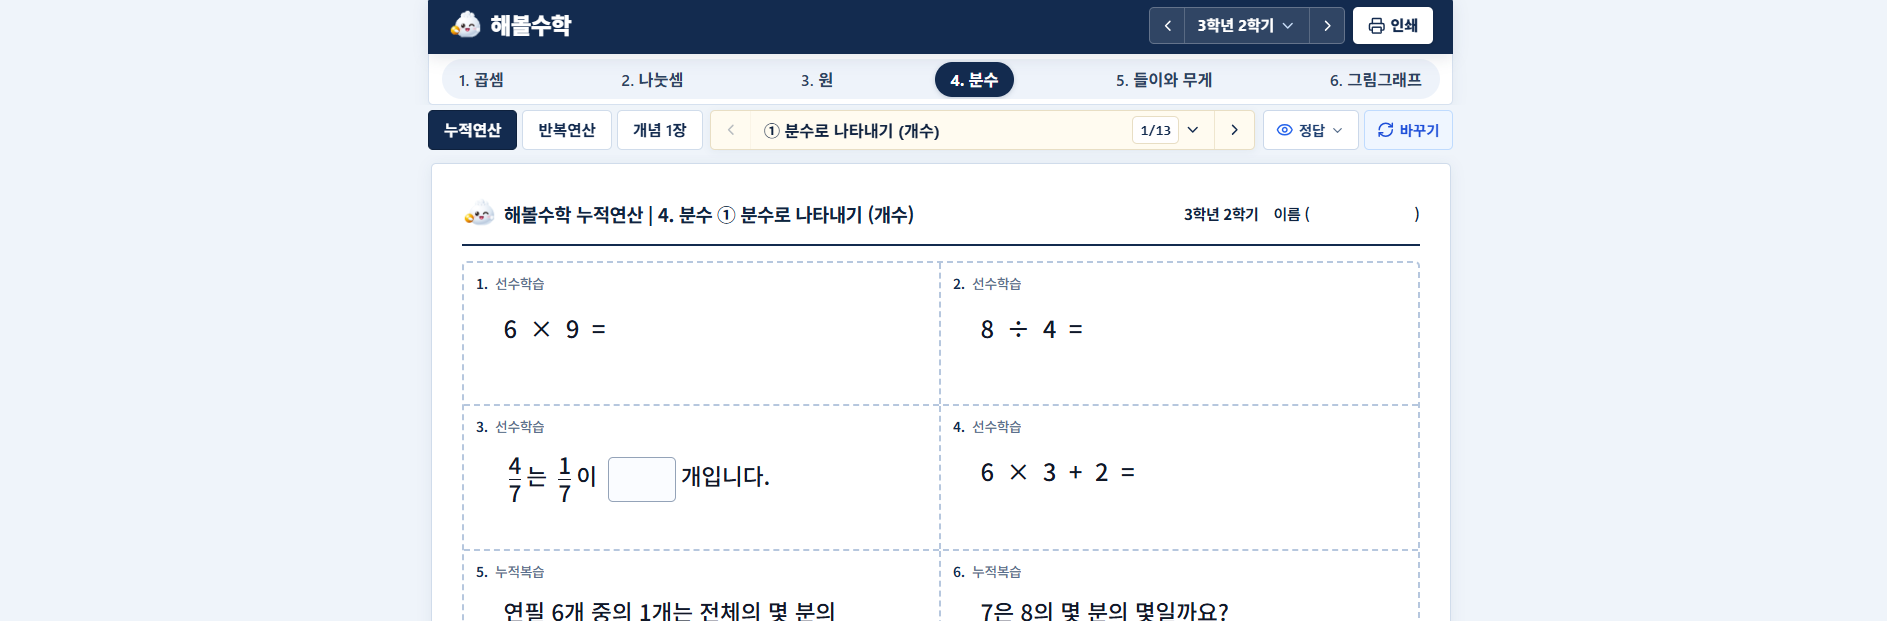 해볼수학
3학년 2학기
인쇄
1. 곱셈
2. 나눗셈
3. 원
4. 분수
5. 들이와 무게
6. 그림그래프
누적연산
반복연산
개념 1장
① 분수로 나타내기 (개수)
1/13
정답
바꾸기
해볼수학 누적연산 | 4. 분수 ① 분수로 나타내기 (개수)
3학년 2학기 이름 ( )
1. 선수학습
6 × 9 =
2. 선수학습
8 ÷ 4 =
3. 선수학습
4/7는 1/7이 개입니다.
4. 선수학습
6 × 3 + 2 =
5. 누적복습
연필 6개 중의 1개는 전체의 몇 분의
6. 누적복습
7은 8의 몇 분의 몇일까요?